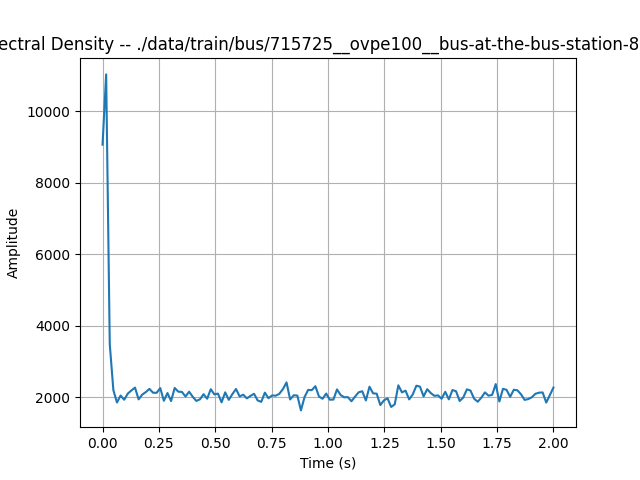 ectral Density -- ./data/train/bus/715725__ovpe100__bus-at-the-bus-station-8
10000
8000
6000
4000
2000
Amplitude
0.00 0.25 0.50 0.75 1.00 1.25 1.50 1.75 2.00
Time (s)